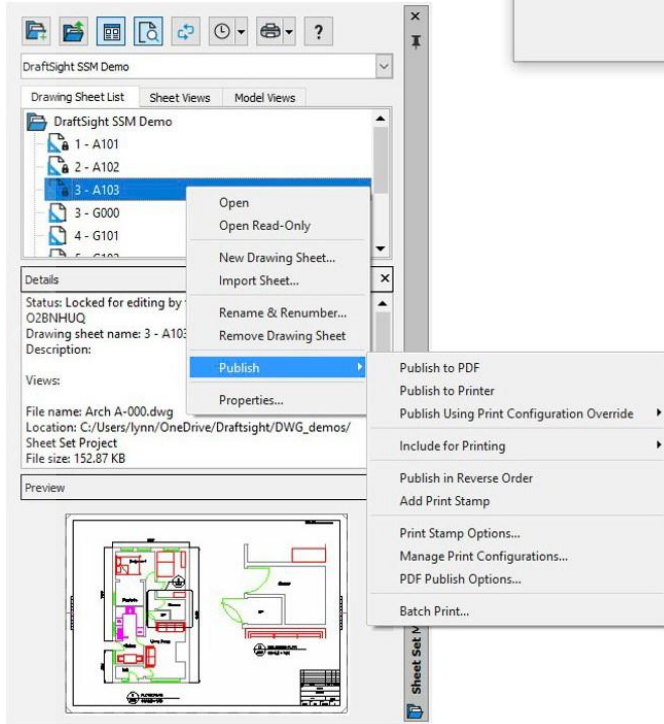 ?
DraftSight SSM Demo
Drawing Sheet List Sheet Views Model Views
DraftSight SSM Demo
1 - A101
2 - A102
3 - A103
3 - G000
4 - G101
Open
Open Read-Only
New Drawing Sheet...
Import Sheet...
Rename & Renumber...
Remove Drawing Sheet
Publish
Properties...
Details
Status: Locked for editing by
O2BNHUQ
Drawing sheet name: 3 - A103
Description:
Views:
File name: Arch A-000.dwg
Location: C:/Users/lynn/OneDrive/Draftsight/DWG_demos/
Sheet Set Project
File size: 152.87 KB
Publish to PDF
Publish to Printer
Publish Using Print Configuration Override
Include for Printing
Publish in Reverse Order
Add Print Stamp
Print Stamp Options...
Manage Print Configurations...
PDF Publish Options...
Batch Print...
Preview
Sheet Set M